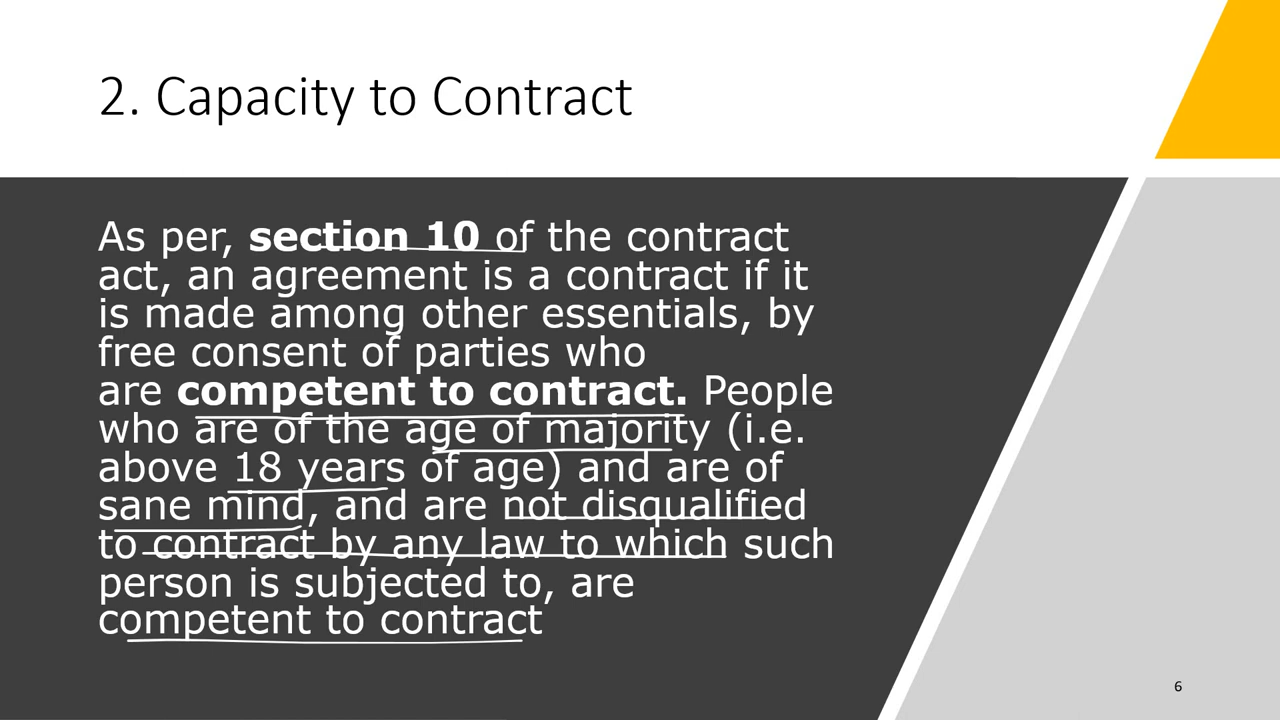 2. Capacity to Contract
As per, section 10 of the contract
act, an agreement is a contract if it
is made among other essentials, by
free consent of parties who
are competent to contract. People
who are of the age of majority (i.e.
above 18 years of age) and are of
sane mind, and are not disqualified
to contract by any law to which such
person is subjected to, are
competent to contract
6